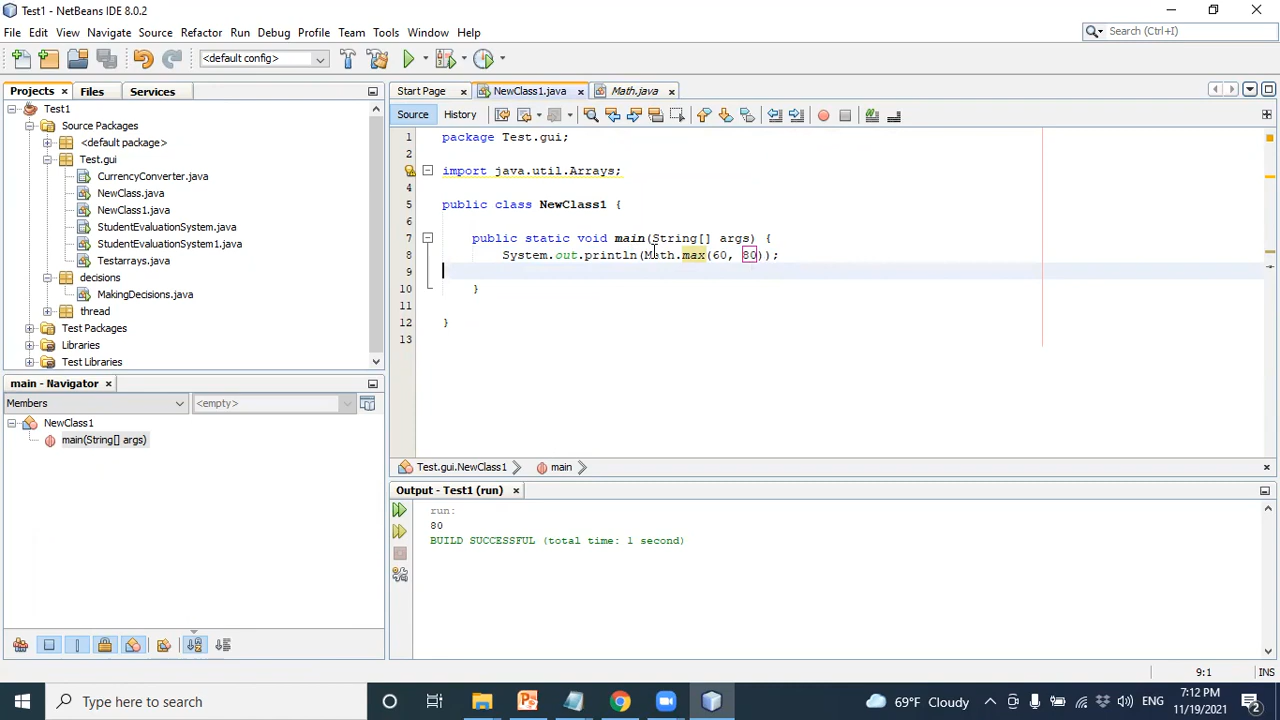 Test1 - NetBeans IDE 8.0.2
File Edit View Navigate Source Refactor Run Debug Profile Team Tools Window Help
Search (Ctrl+I)
<default config>
Projects Files Services
Test1
Source Packages
<default package>
Test.gui
CurrencyConverter.java
NewClass.java
NewClass1.java
StudentEvaluationSystem.java
StudentEvaluationSystem1.java
Testarrays.java
decisions
MakingDecisions.java
thread
Test Packages
Libraries
Test Libraries
main - Navigator
Members <empty>
NewClass1
main(String[] args)
Start Page NewClass1.java Math.java
Source History
1 package Test.gui;
2
3 import java.util.Arrays;
4
5 public class NewClass1 {
6
7 public static void main(String[] args) {
8 System.out.println(Math.max(60, 80));
9
10 }
11
12 }
13
Test.gui.NewClass1 main
Output - Test1 (run)
run:
80
BUILD SUCCESSFUL (total time: 1 second)
9:1 INS
Type here to search
69°F Cloudy
ENG
7:12 PM
11/19/2021
2